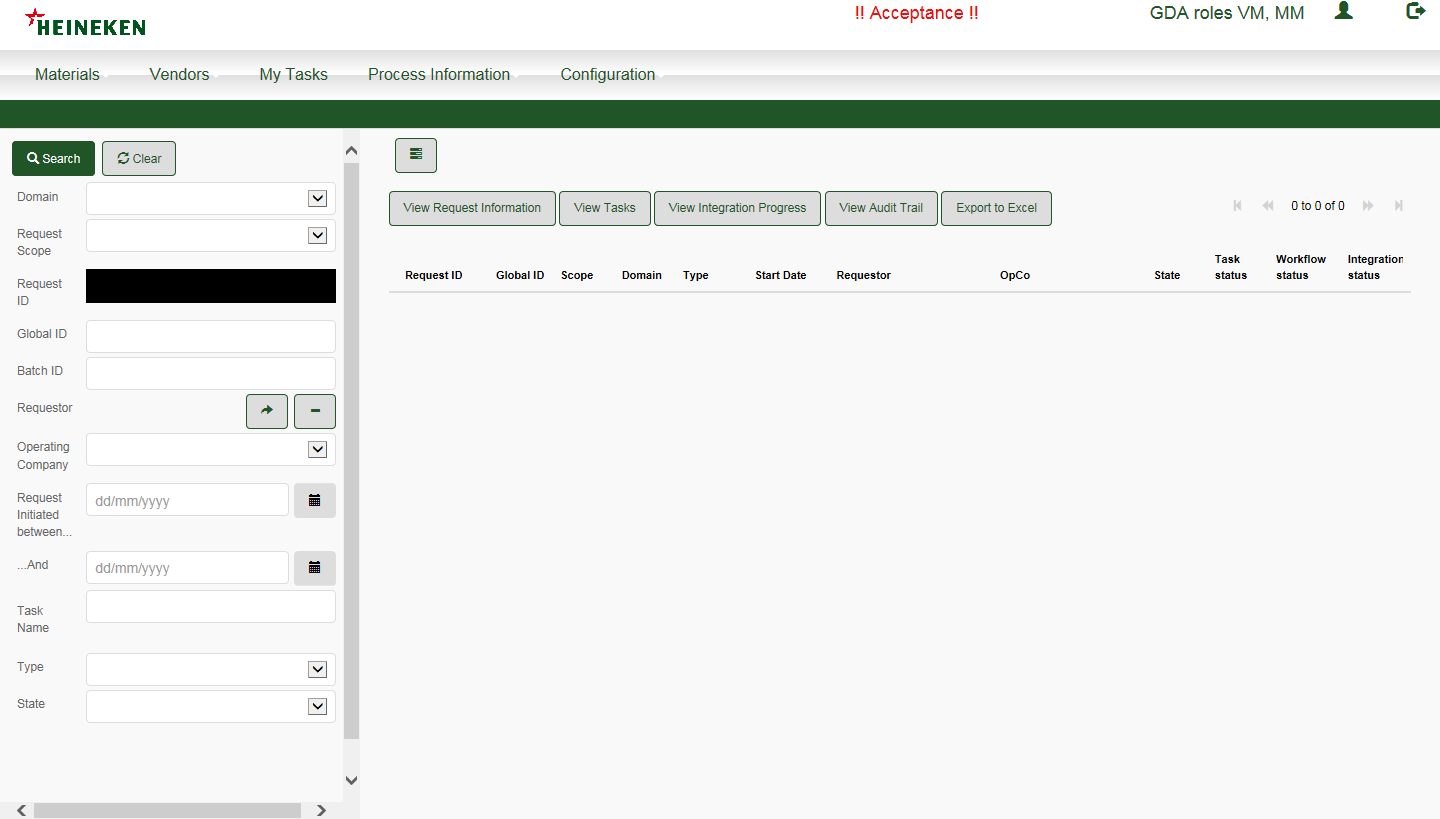 HEINEKEN
!! Acceptance !!
GDA roles VM, MM
Materials
Vendors
My Tasks
Process Information
Configuration
Search
Clear
Domain
Request
Scope
Request
ID
Global ID
Batch ID
Requestor
Operating
Company
Request
Initiated
between...
dd/mm/yyyy
...And
dd/mm/yyyy
Task
Name
Type
State
View Request Information
View Tasks
View Integration Progress
View Audit Trail
Export to Excel
0 to 0 of 0
Request ID
Global ID
Scope
Domain
Type
Start Date
Requestor
OpCo
State
Task
status
Workflow
status
Integration
status